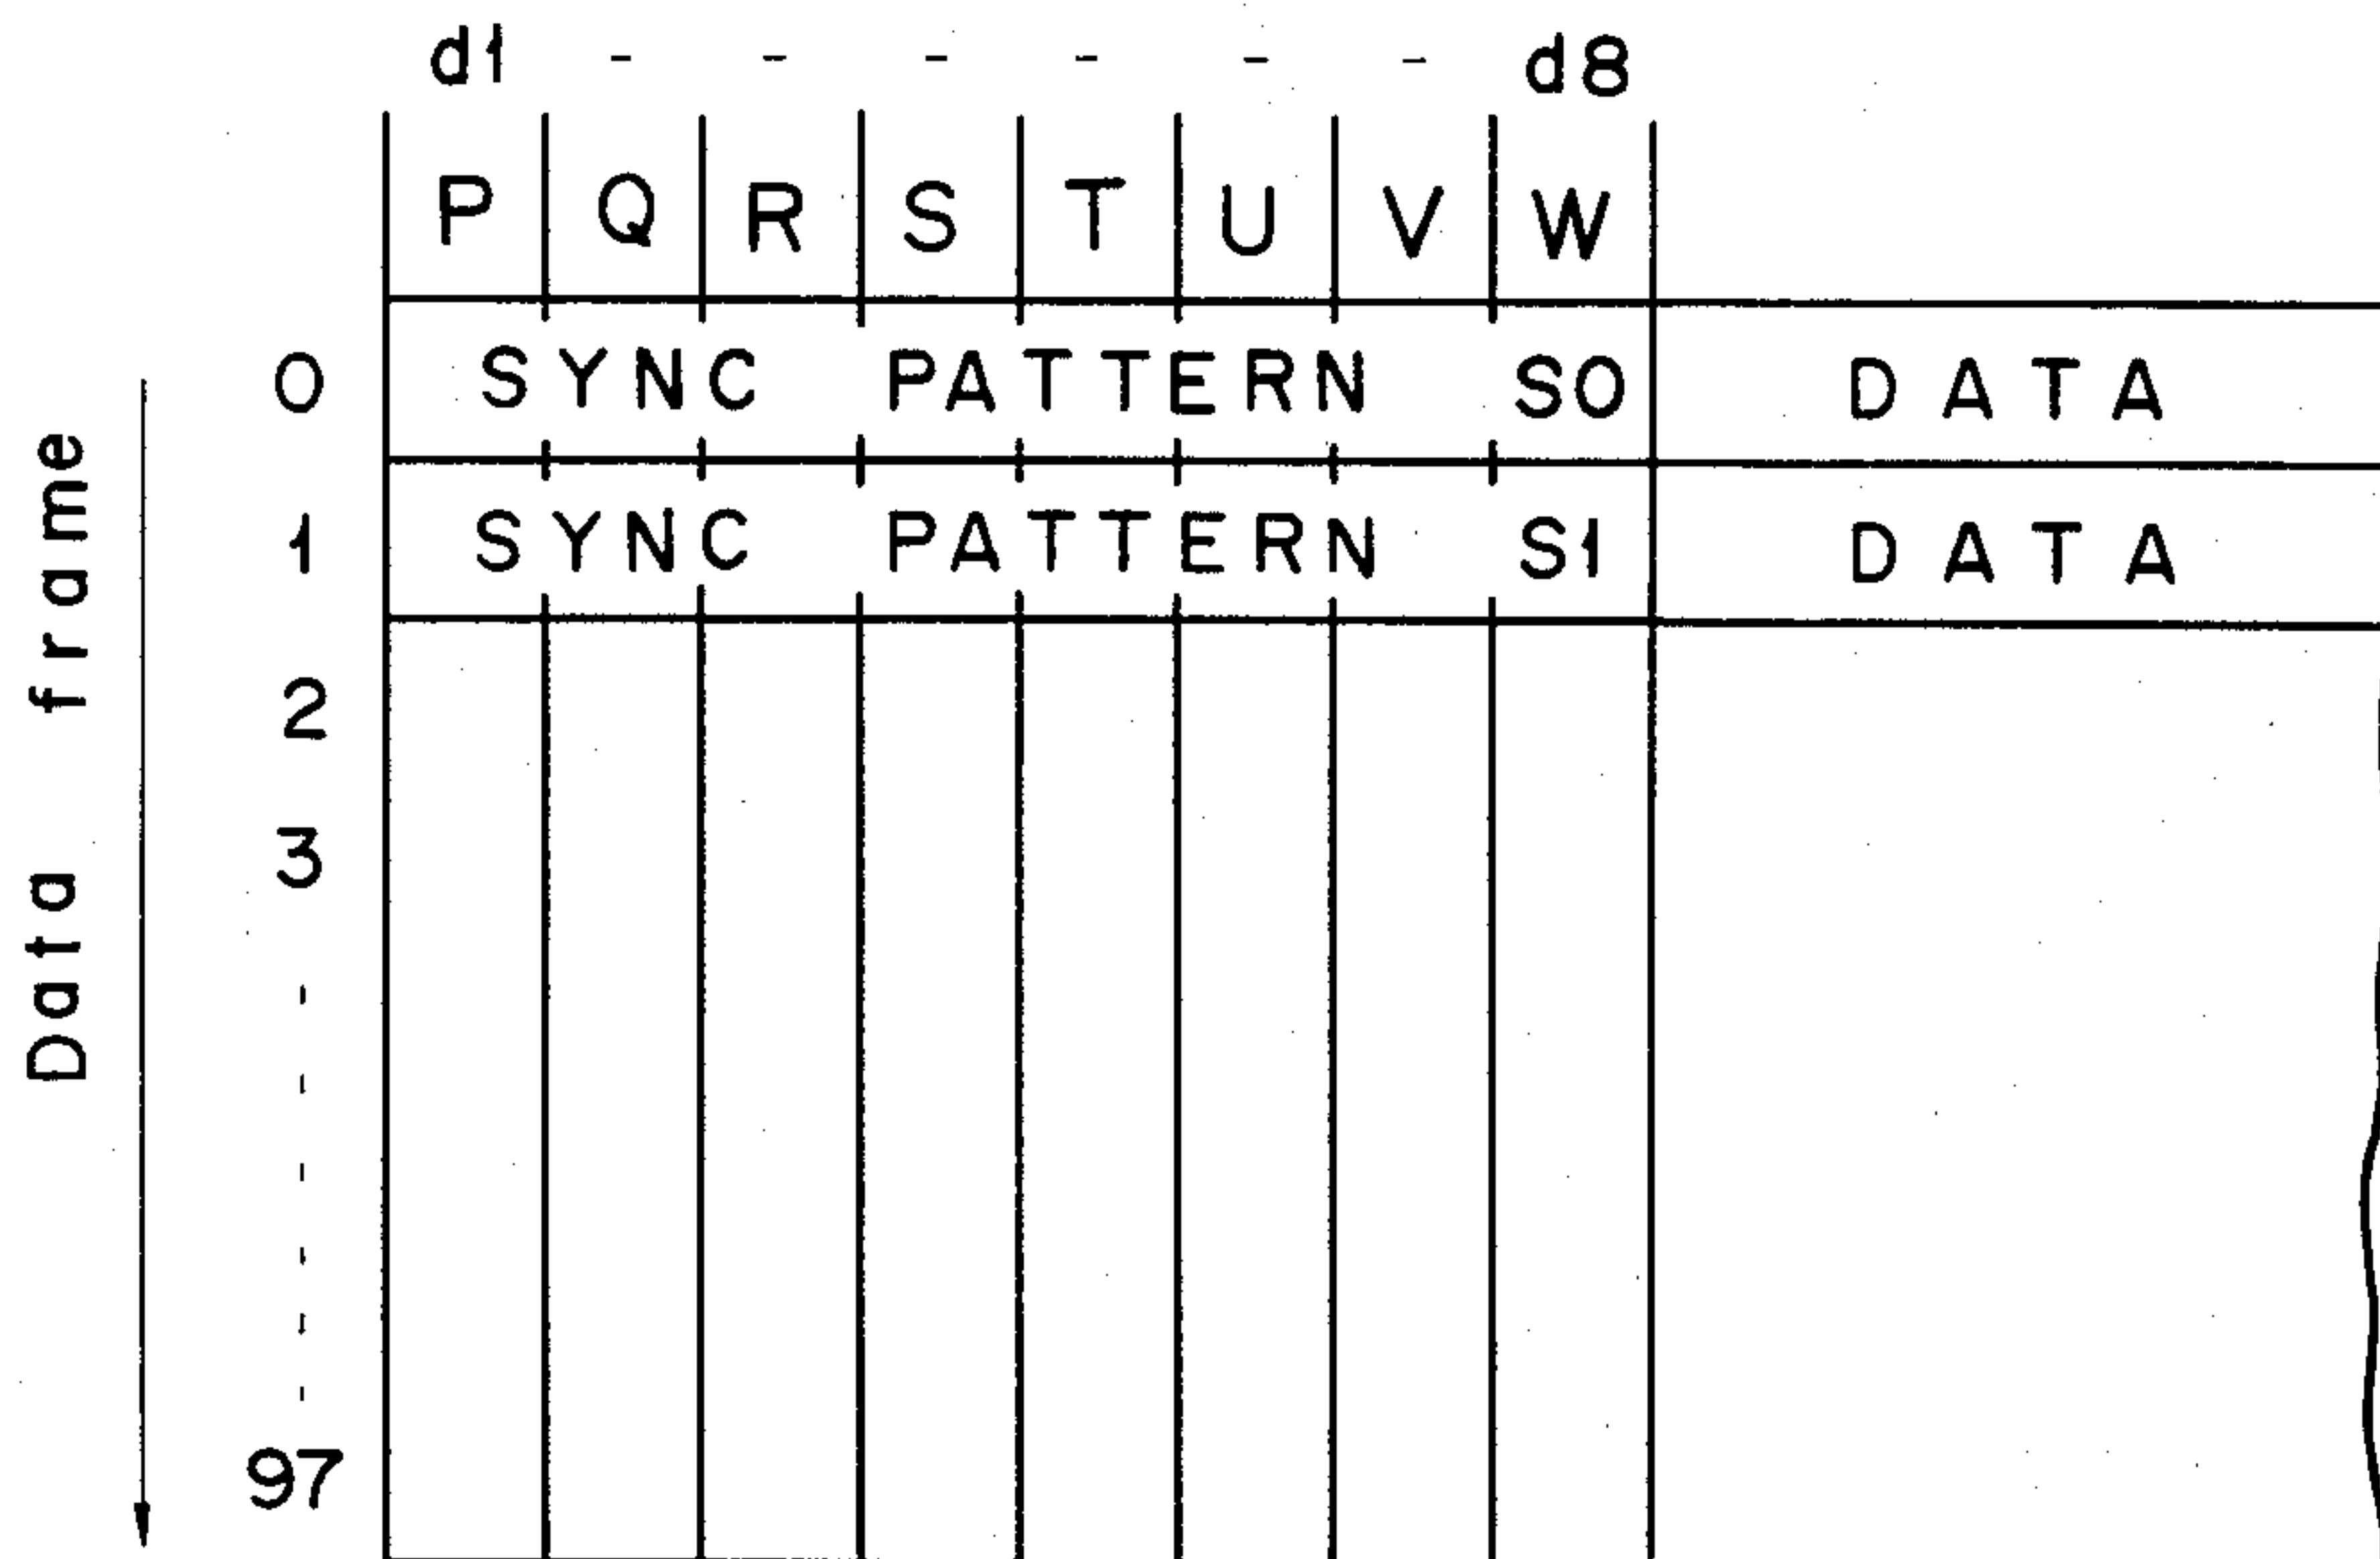 d1 - - - - - - d8
P Q R S T U V W
0 SYNC PATTERN S0 DATA
1 SYNC PATTERN S1 DATA
2
3
97
Data frame